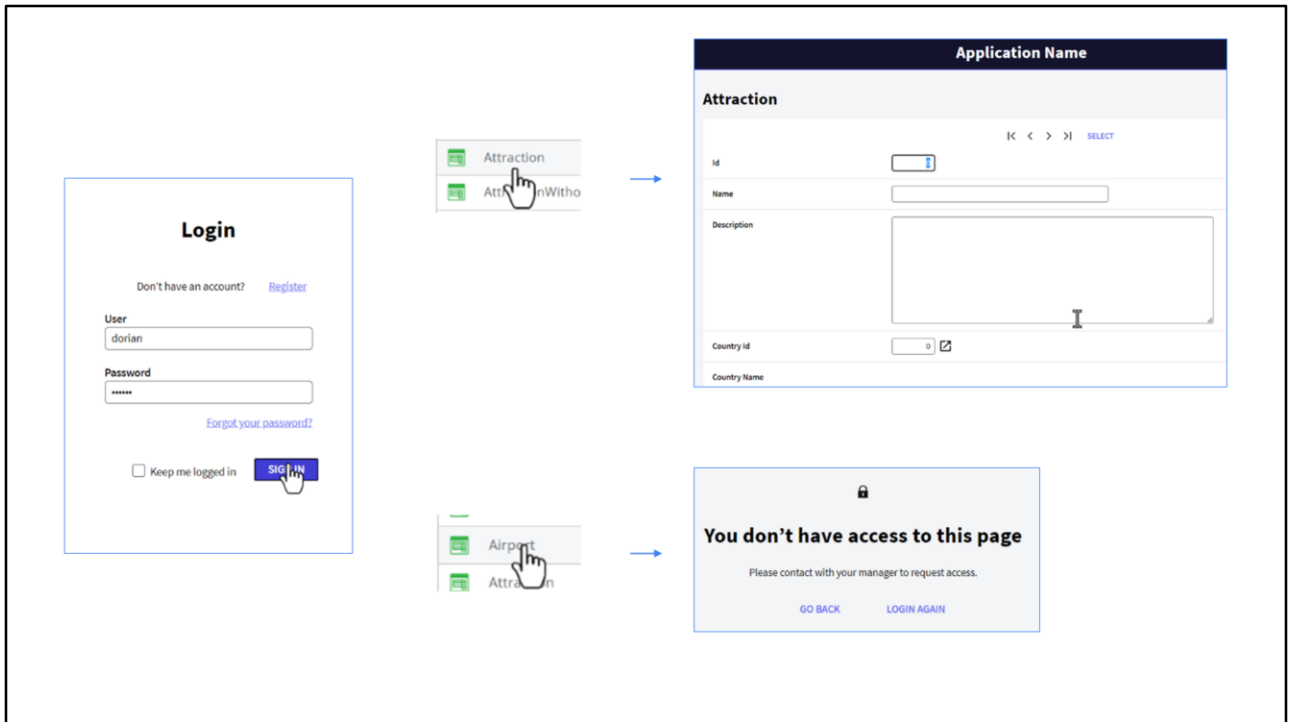 Login
Don't have an account? Register
User
dorian
Password
••••••
Forgot your password?
Keep me logged in
Attraction
Application Name
Attraction
SELECT
Id
Name
Description
Country Id 0
Country Name
Airport
You don't have access to this page
Please contact with your manager to request access.
GO BACK LOGIN AGAIN